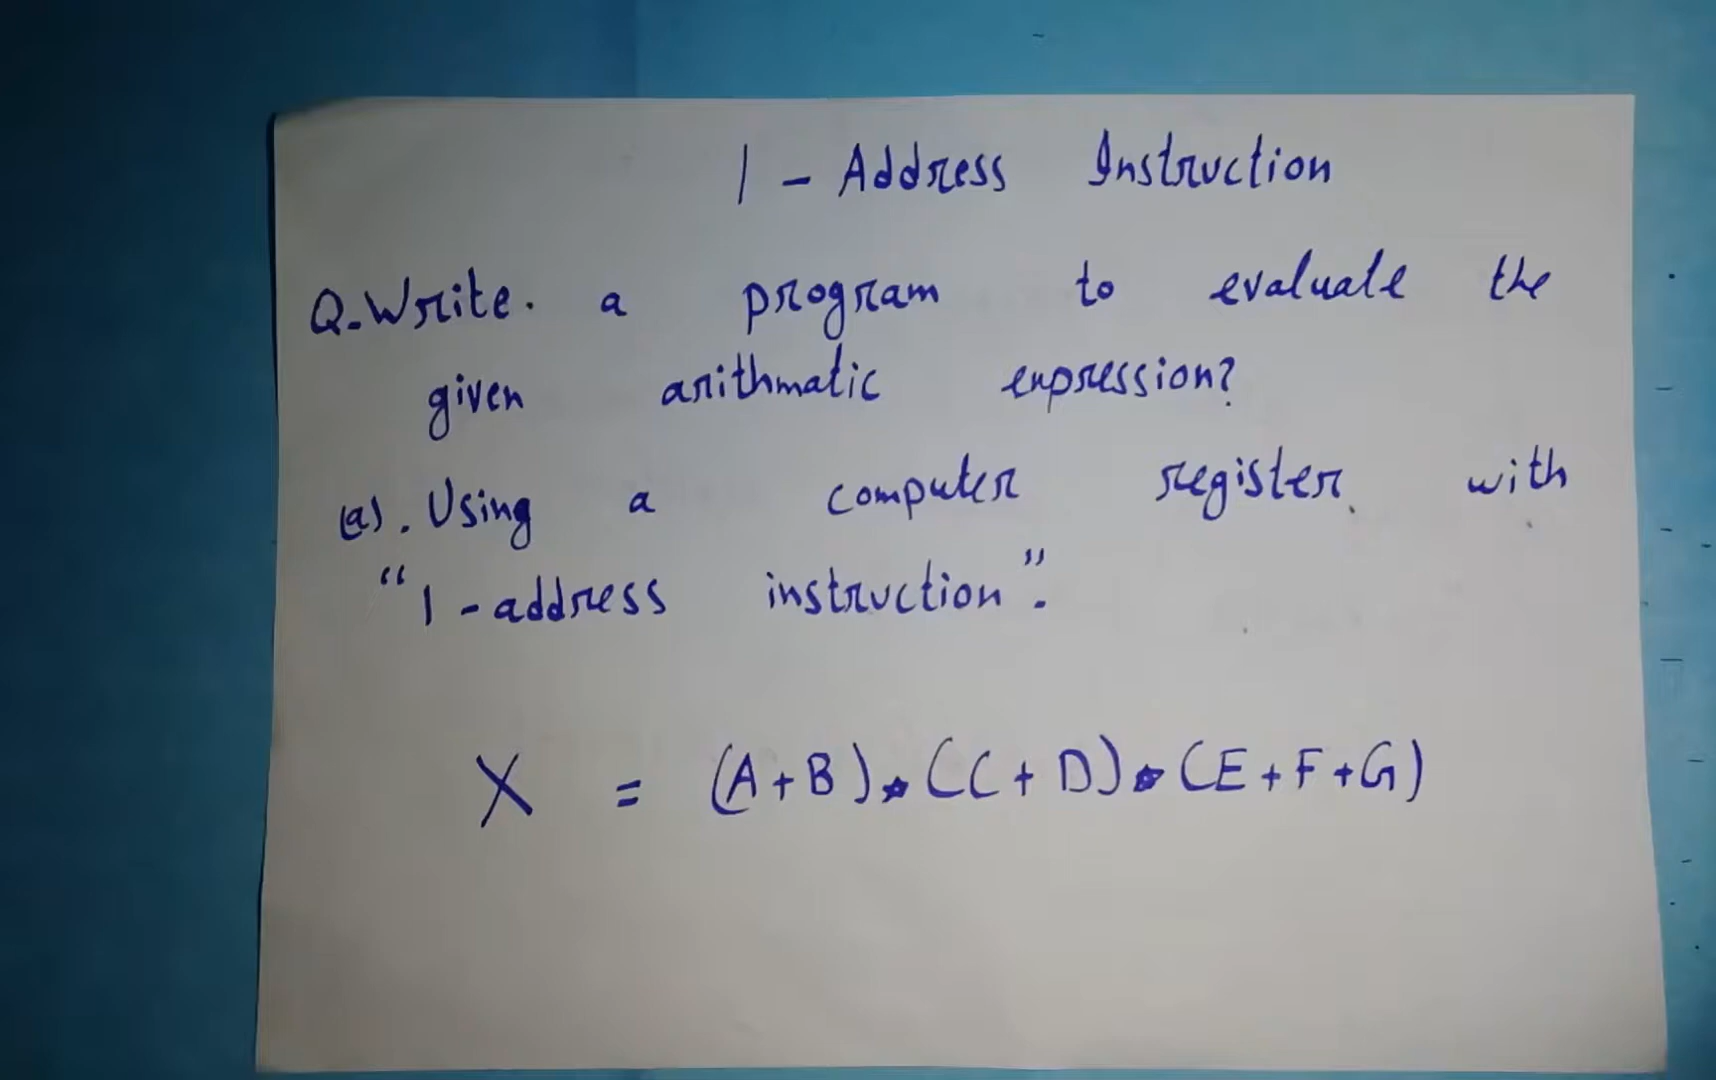 1 - Address Instruction
Q. Write. a program to evaluate the
given arithmatic expression?
(a). Using a computer register. with
"1 - address instruction".
X = (A + B) * (C + D) * (E + F + G)